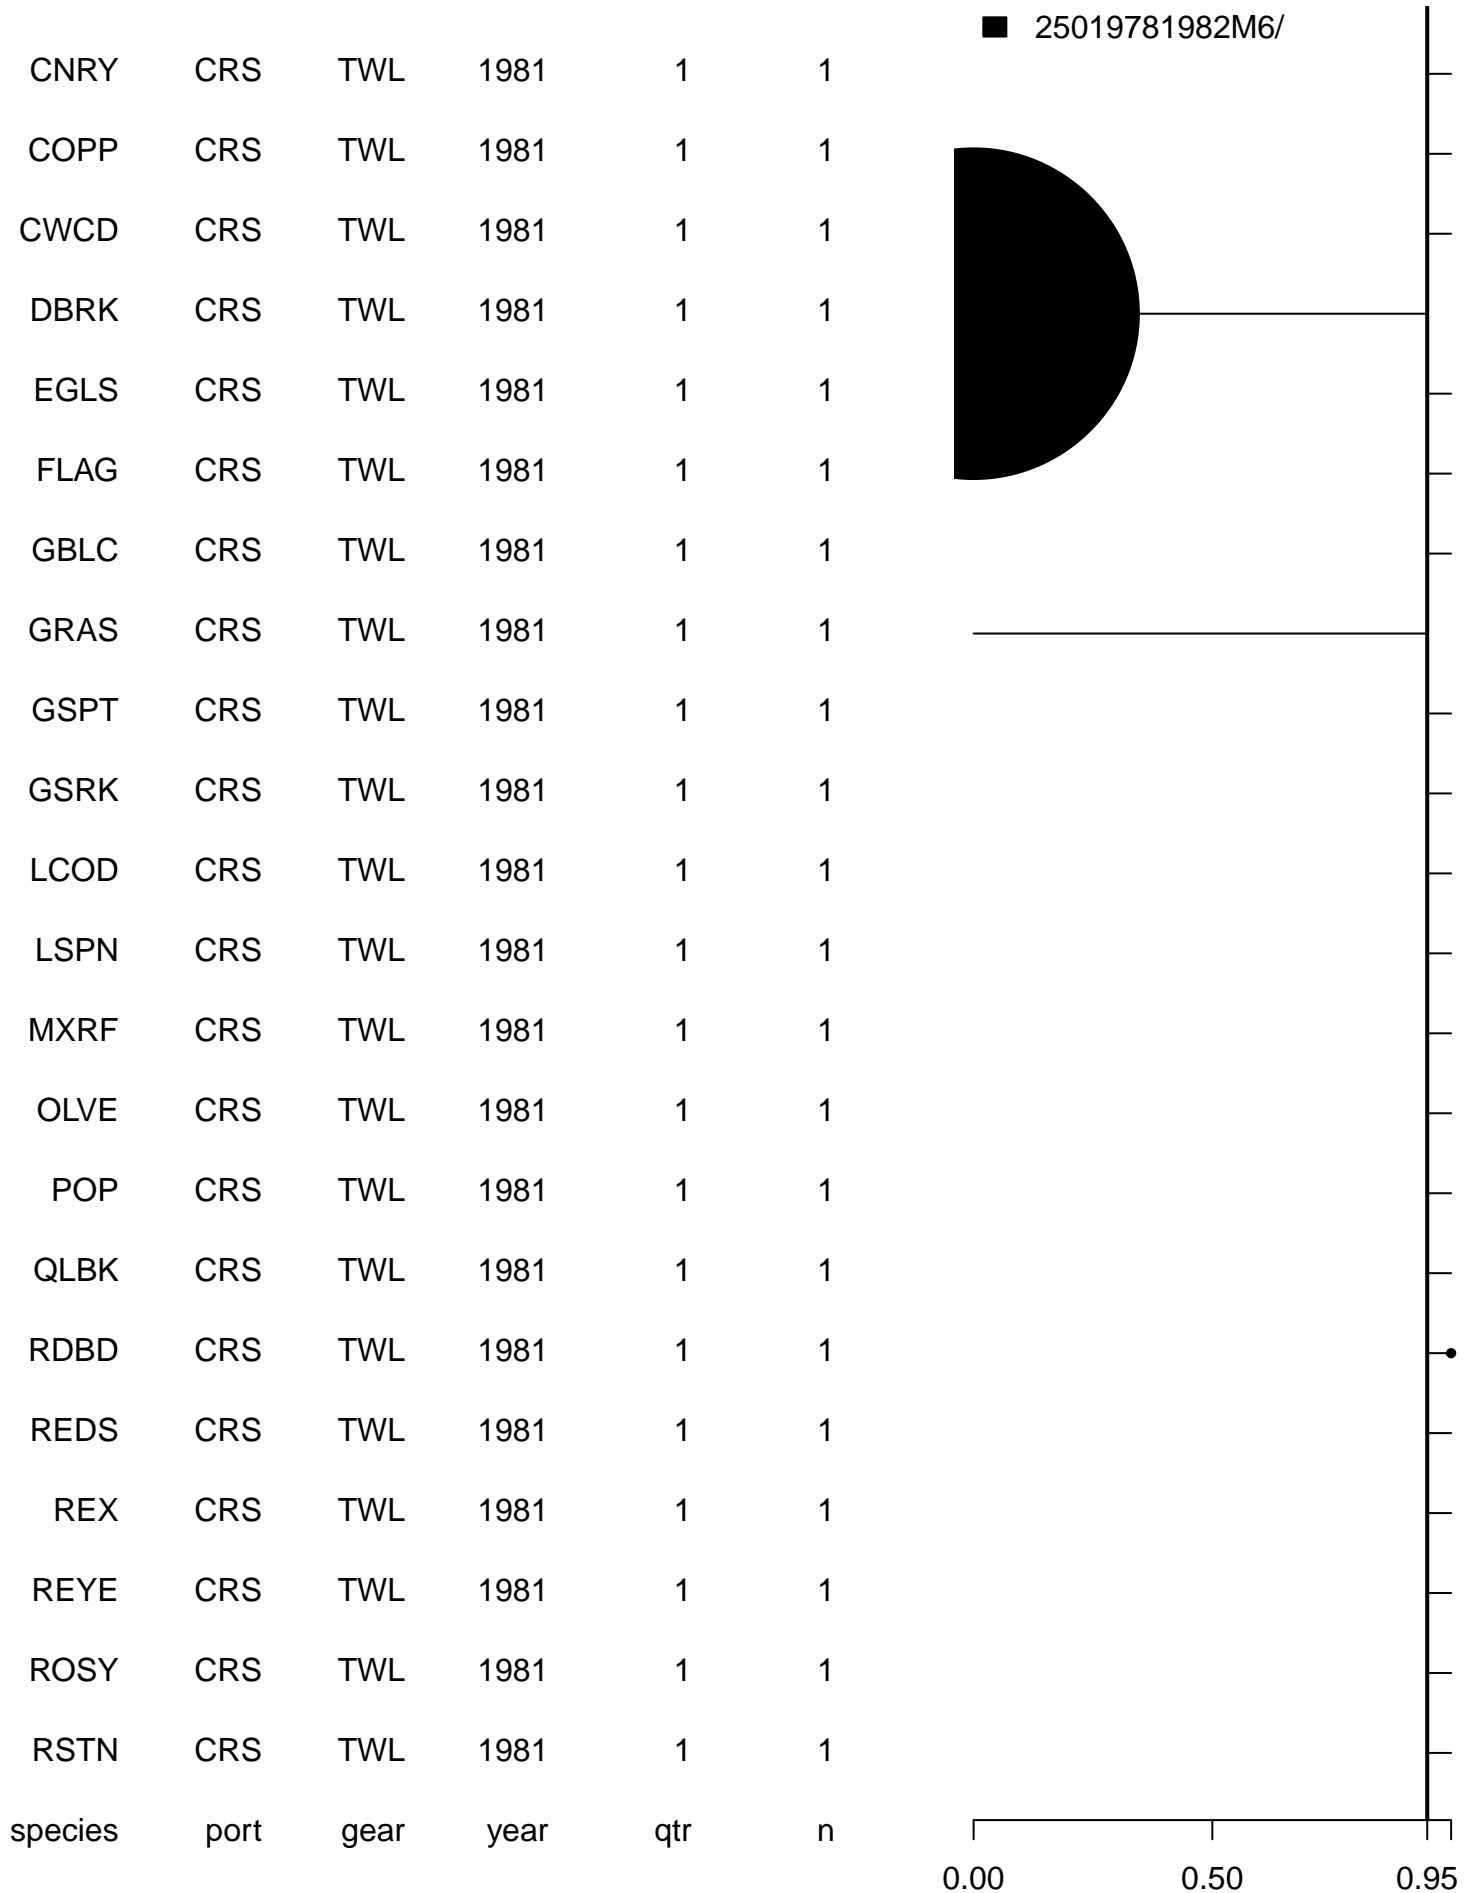 25019781982M6/
CNRY CRS TWL 1981 1 1
COPP CRS TWL 1981 1 1
CWCD CRS TWL 1981 1 1
DBRK CRS TWL 1981 1 1
EGLS CRS TWL 1981 1 1
FLAG CRS TWL 1981 1 1
GBLC CRS TWL 1981 1 1
GRAS CRS TWL 1981 1 1
GSPT CRS TWL 1981 1 1
GSRK CRS TWL 1981 1 1
LCOD CRS TWL 1981 1 1
LSPN CRS TWL 1981 1 1
MXRF CRS TWL 1981 1 1
OLVE CRS TWL 1981 1 1
POP CRS TWL 1981 1 1
QLBK CRS TWL 1981 1 1
RDBD CRS TWL 1981 1 1
REDS CRS TWL 1981 1 1
REX CRS TWL 1981 1 1
REYE CRS TWL 1981 1 1
ROSY CRS TWL 1981 1 1
RSTN CRS TWL 1981 1 1
species port gear year qtr n
0.00 0.50 0.95